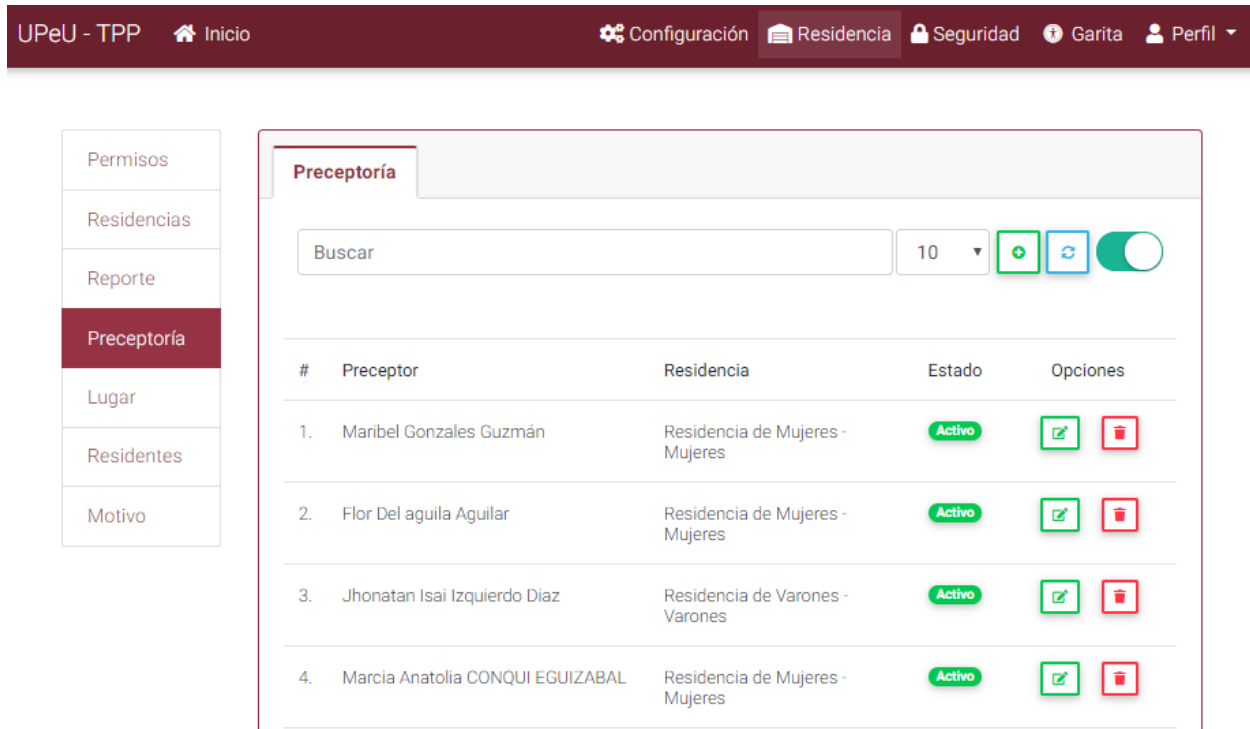 UPeU - TPP Inicio Configuración Residencia Seguridad Garita Perfil
Permisos
Residencias
Reporte
Preceptoría
Lugar
Residentes
Motivo
Preceptoría
Buscar 10
# Preceptor Residencia Estado Opciones
1. Maribel Gonzales Guzmán Residencia de Mujeres - Activo
Mujeres
2. Flor Del aguila Aguilar Residencia de Mujeres - Activo
Mujeres
3. Jhonatan Isai Izquierdo Diaz Residencia de Varones - Activo
Varones
4. Marcia Anatolia CONQUI EGUIZABAL Residencia de Mujeres - Activo
Mujeres